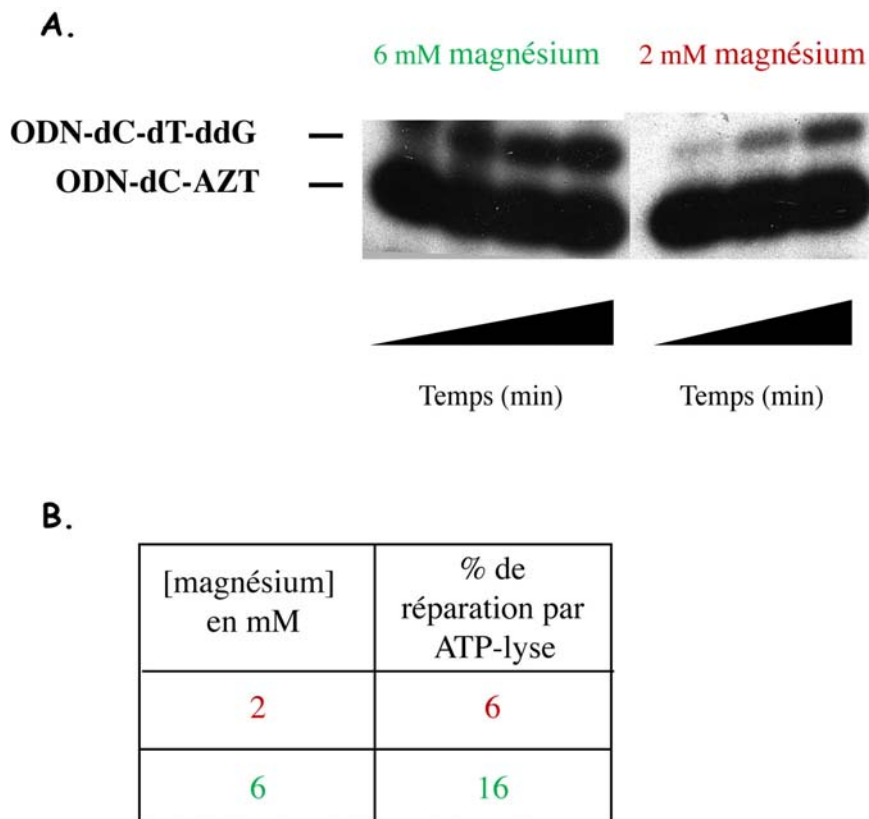 A.
6 mM magnésium 2 mM magnésium
ODN-dC-dT-ddG
ODN-dC-AZT
Temps (min) Temps (min)
B.
[magnésium]
en mM
% de
réparation par
ATP-lyse
2 6
6 16